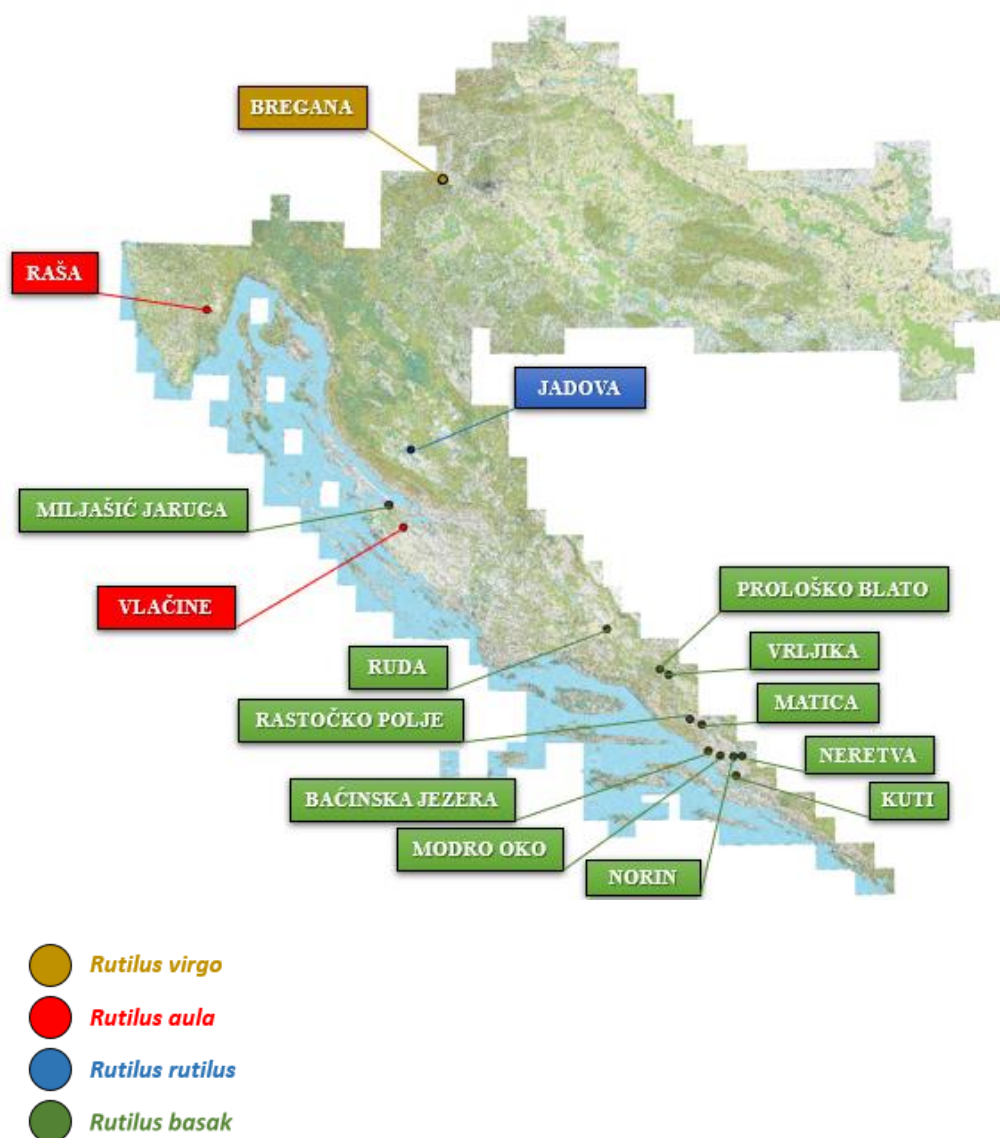 BREGANA
RAŠA
JADOVA
MILJAŠIĆ JARUGA
PROLOŠKO BLATO
VLAČINE
VRLJIKA
RUDA
MATICA
RASTOČKO POLJE
NERETVA
BAĆINSKA JEZERA
KUTI
MODRO OKO
NORIN
Rutilus virgo
Rutilus aula
Rutilus rutilus
Rutilus basak